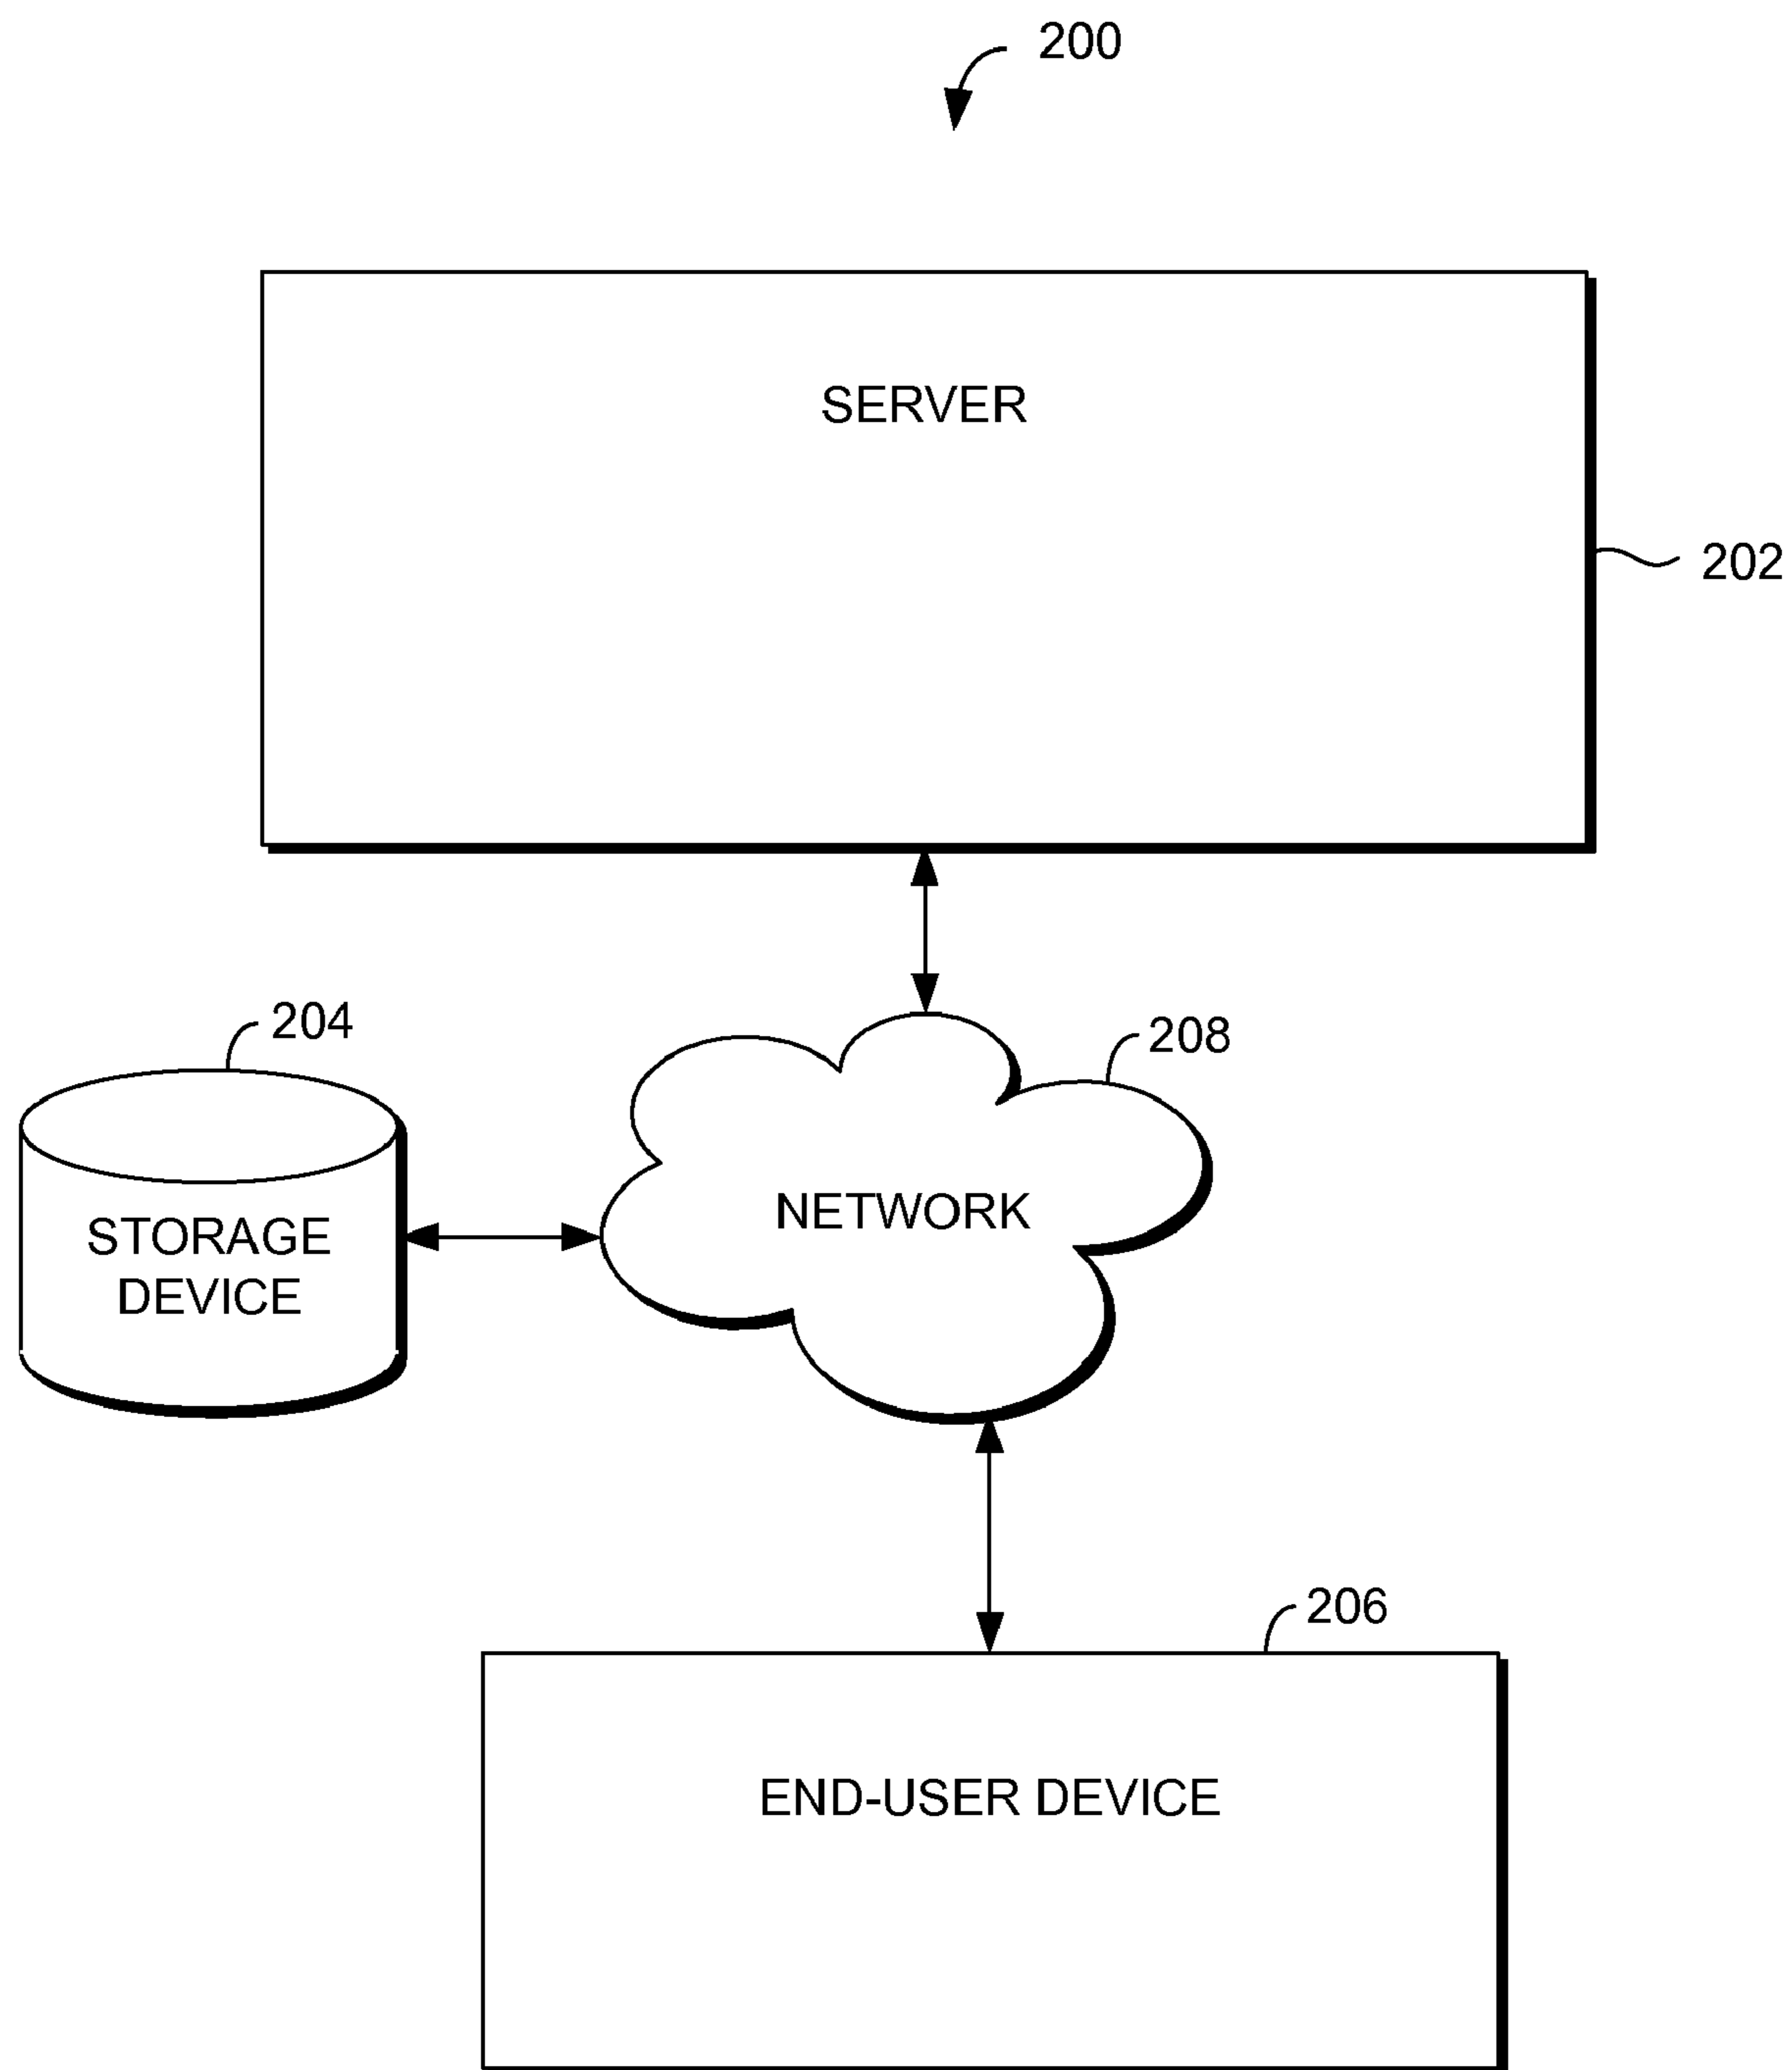 200
SERVER
202
204
208
NETWORK
STORAGE
DEVICE
206
END-USER DEVICE